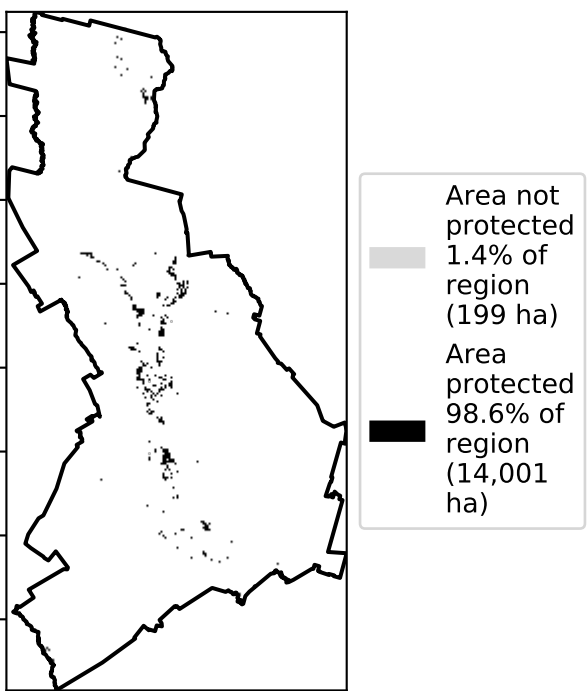 Area not
protected
1.4% of
region
(199 ha)
Area
protected
98.6% of
region
(14,001
ha)